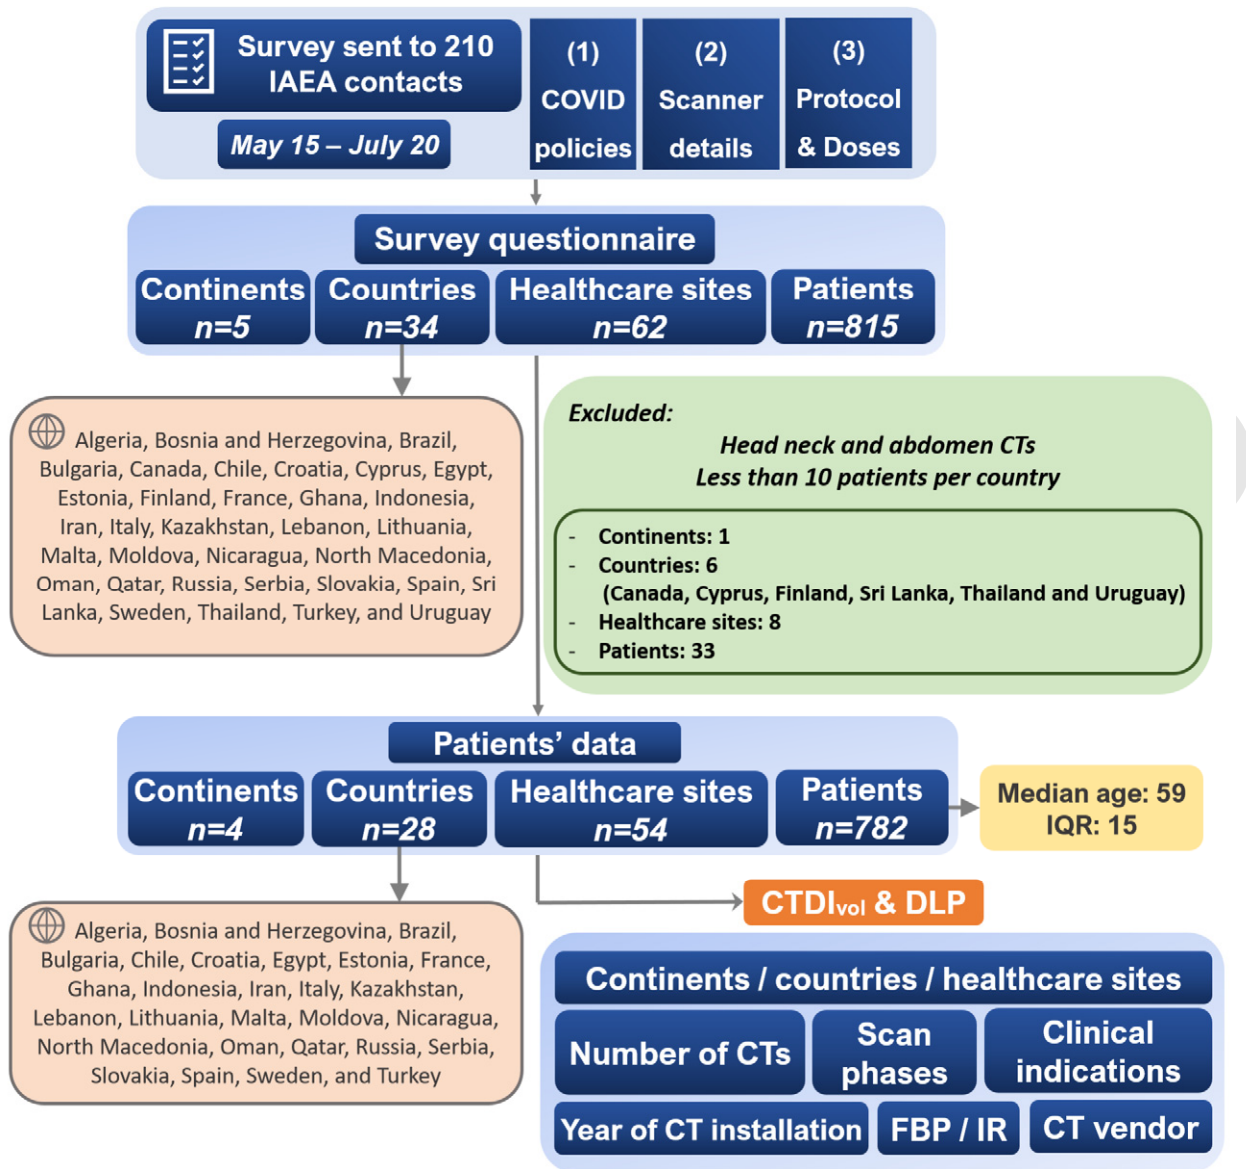 Survey sent to 210
IAEA contacts
May 15 – July 20
(1)
COVID
policies
(2)
Scanner
details
(3)
Protocol
& Doses
Survey questionnaire
Continents
n=5
Countries
n=34
Healthcare sites
n=62
Patients
n=815
Algeria, Bosnia and Herzegovina, Brazil,
Bulgaria, Canada, Chile, Croatia, Cyprus, Egypt,
Estonia, Finland, France, Ghana, Indonesia,
Iran, Italy, Kazakhstan, Lebanon, Lithuania,
Malta, Moldova, Nicaragua, North Macedonia,
Oman, Qatar, Russia, Serbia, Slovakia, Spain, Sri
Lanka, Sweden, Thailand, Turkey, and Uruguay
Excluded:
Head neck and abdomen CTs
Less than 10 patients per country
- Continents: 1
- Countries: 6
(Canada, Cyprus, Finland, Sri Lanka, Thailand and Uruguay)
- Healthcare sites: 8
- Patients: 33
Patients’ data
Continents
n=4
Countries
n=28
Healthcare sites
n=54
Patients
n=782
Median age: 59
IQR: 15
Algeria, Bosnia and Herzegovina, Brazil,
Bulgaria, Chile, Croatia, Egypt, Estonia, France,
Ghana, Indonesia, Iran, Italy, Kazakhstan,
Lebanon, Lithuania, Malta, Moldova, Nicaragua,
North Macedonia, Oman, Qatar, Russia, Serbia,
Slovakia, Spain, Sweden, and Turkey
CTDIvol & DLP
Continents / countries / healthcare sites
Number of CTs
Scan
phases
Clinical
indications
Year of CT installation
FBP / IR
CT vendor